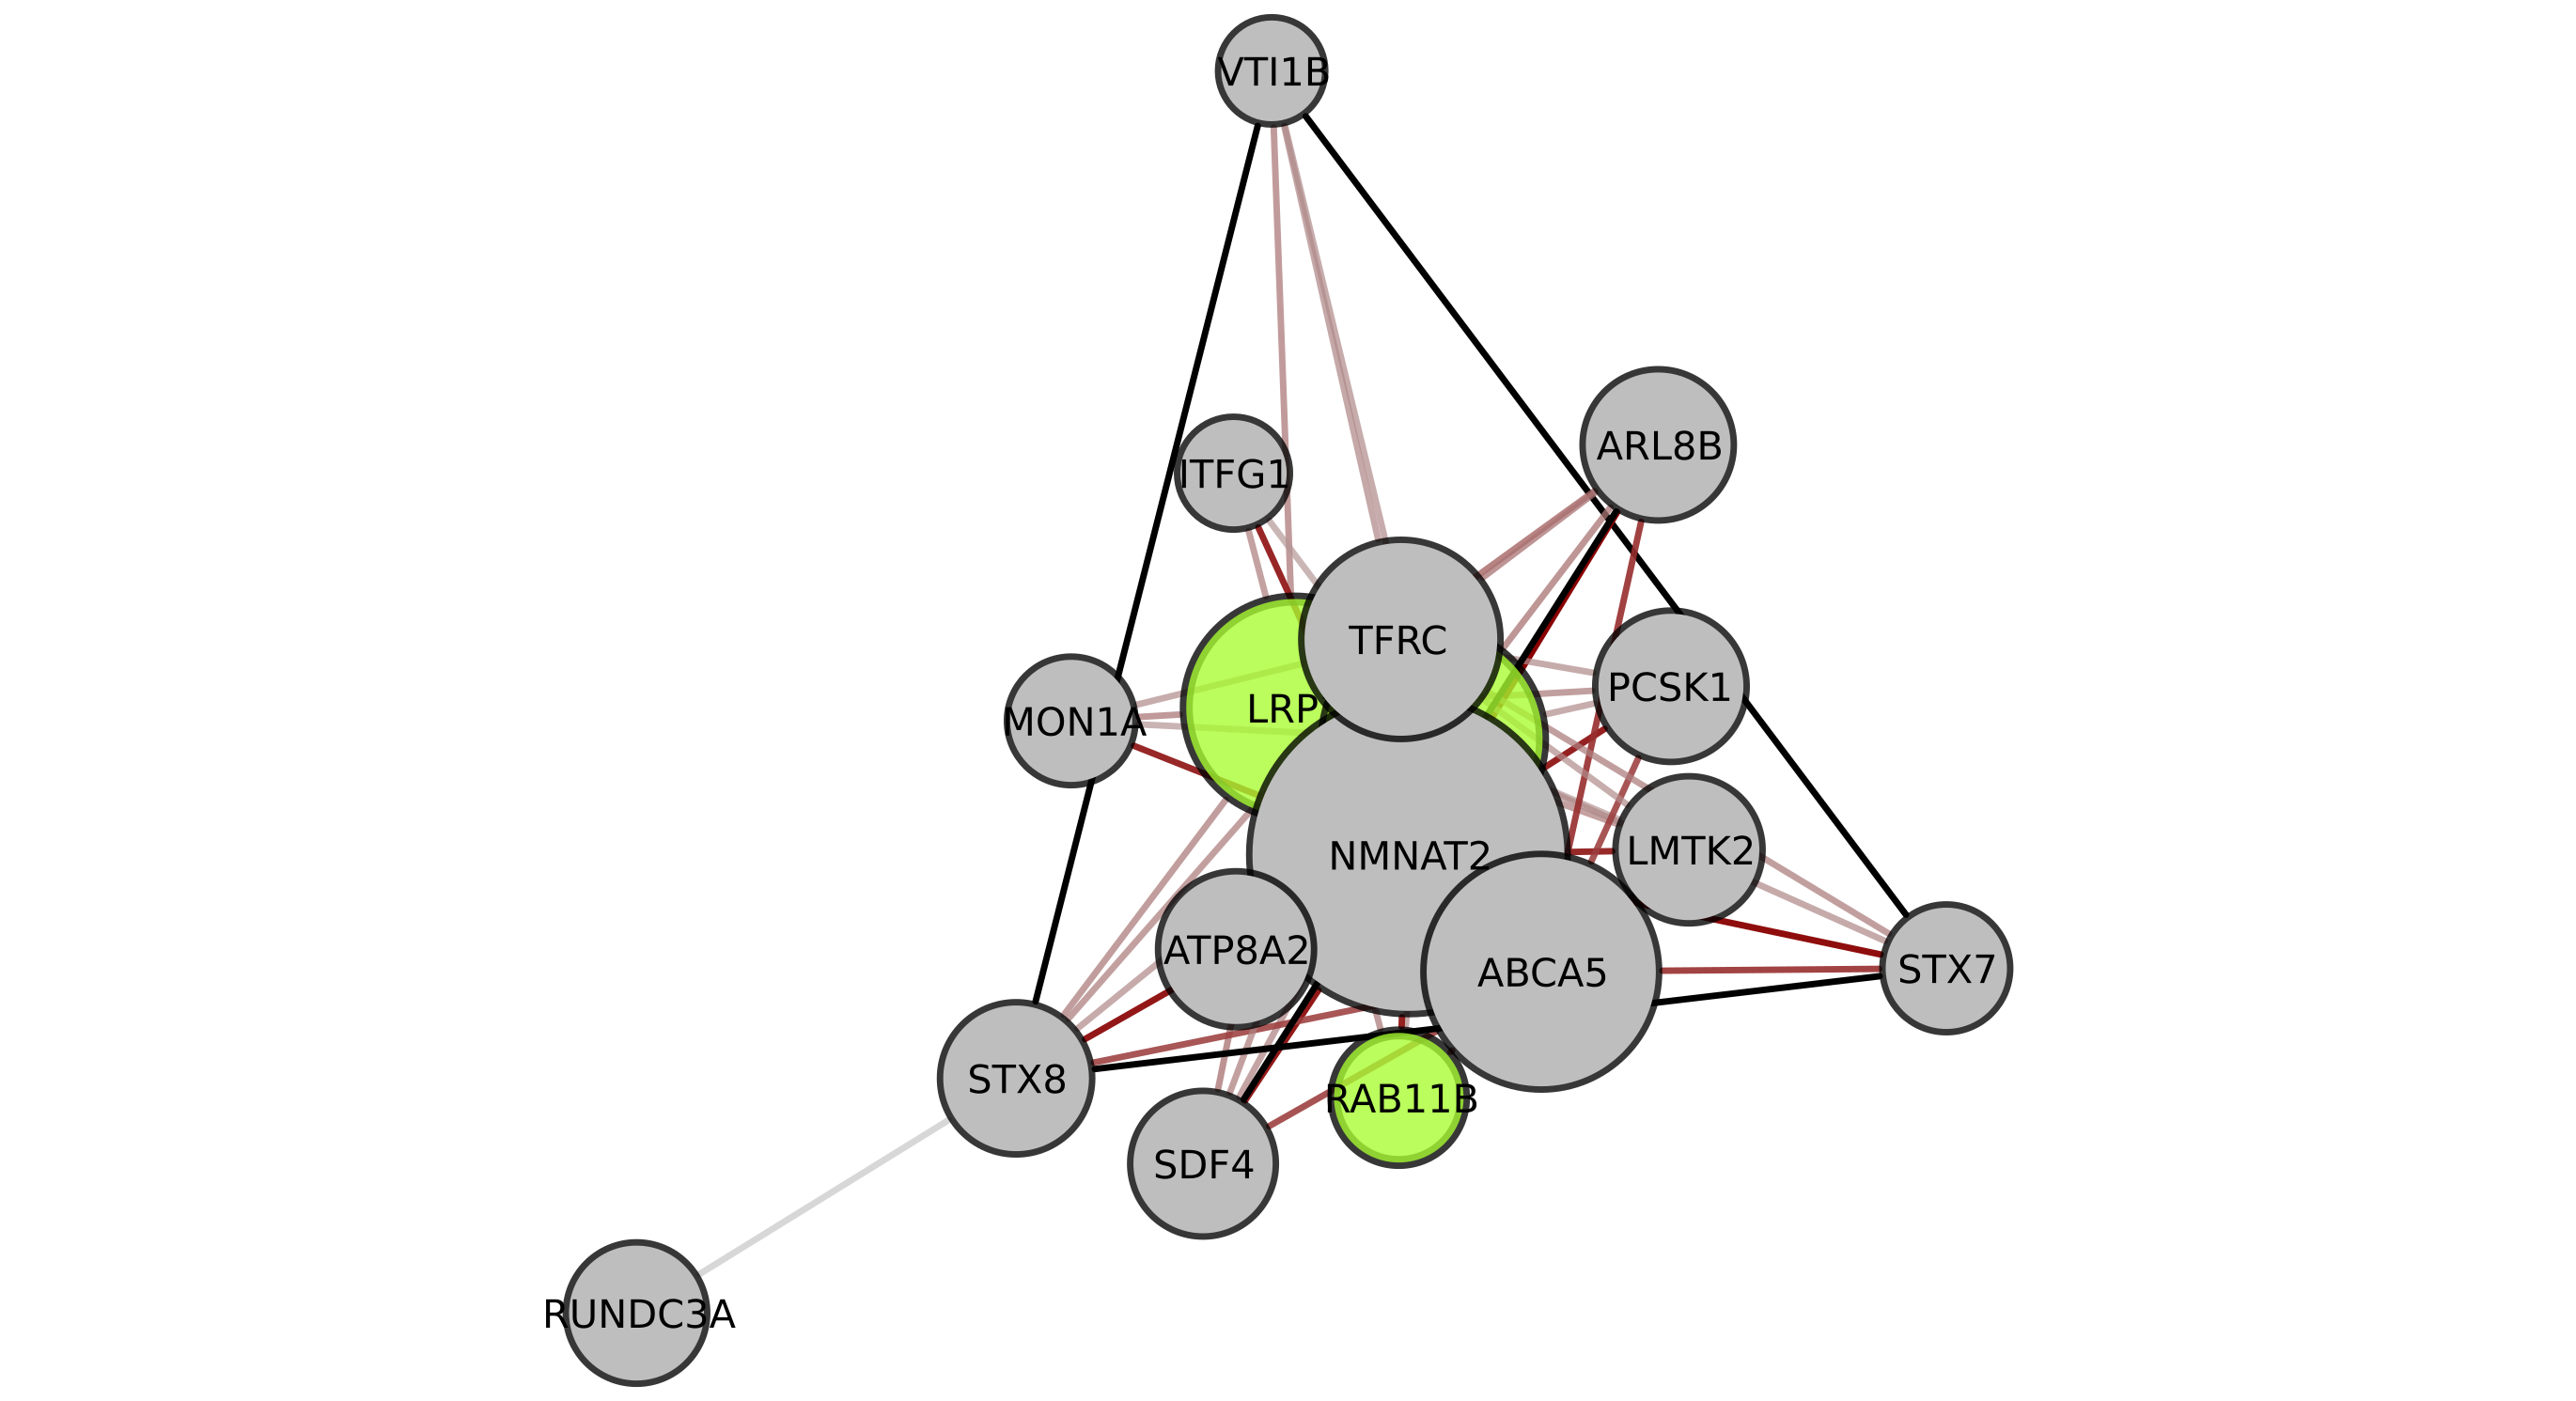 VTI1B
ARL8B
ITFG1
TFRC
PCSK1
LRP
MON1A
LMTK2
NMNAT2
ATP8A2
ABCA5
STX7
STX8
RAB11B
SDF4
RUNDC3A